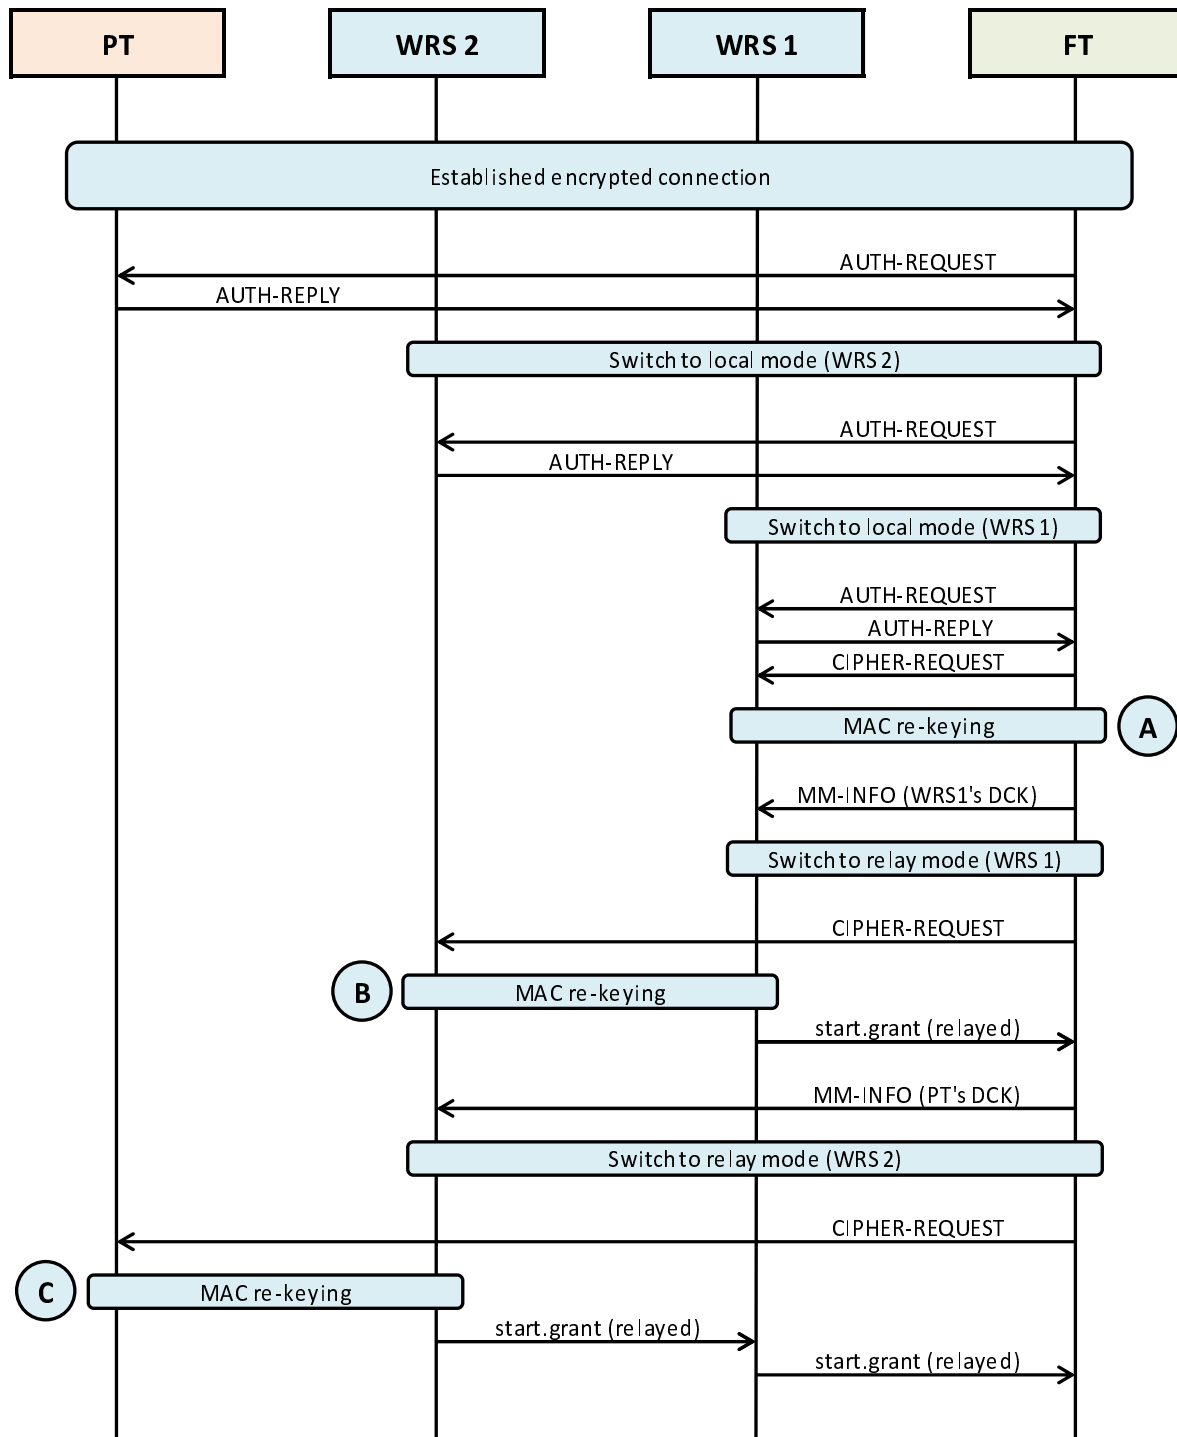 PT
WRS 2
WRS 1
FT
Established encrypted connection
AUTH-REQUEST
AUTH-REPLY
Switch to local mode (WRS 2)
AUTH-REQUEST
AUTH-REPLY
Switch to local mode (WRS 1)
AUTH-REQUEST
AUTH-REPLY
CIPHER-REQUEST
MAC re-keying
A
MM-INFO (WRS1's DCK)
Switch to relay mode (WRS 1)
CIPHER-REQUEST
B
MAC re-keying
start.grant (relayed)
MM-INFO (PT's DCK)
Switch to relay mode (WRS 2)
CIPHER-REQUEST
C
MAC re-keying
start.grant (relayed)
start.grant (relayed)